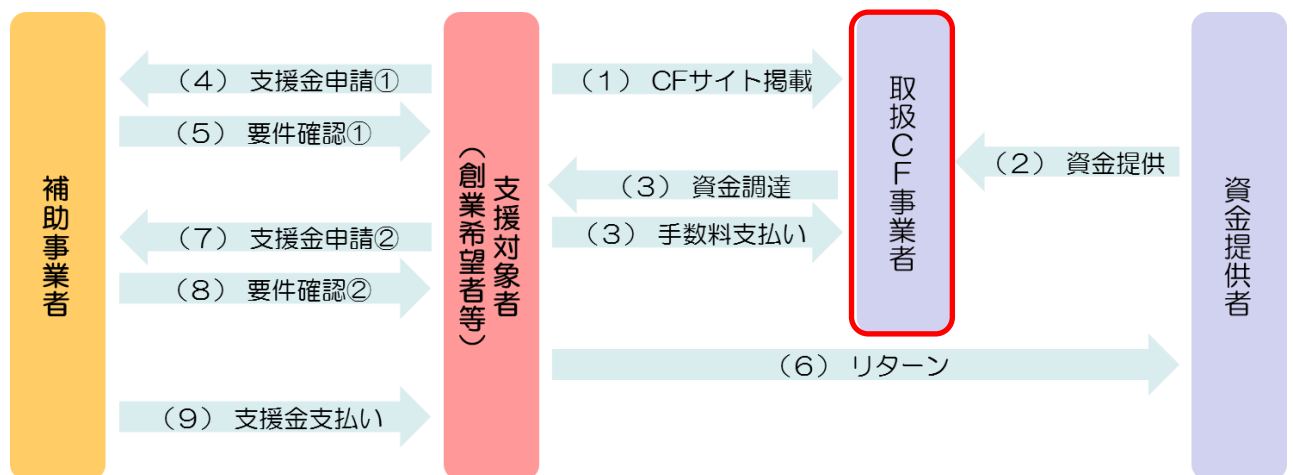 補助事業者
(4) 支援金申請①
(5) 要件確認①
(7) 支援金申請②
(8) 要件確認②
(9) 支援金支払い
支援対象者
(創業希望者等)
(1) CFサイト掲載
(3) 資金調達
(3) 手数料支払い
(6) リターン
取扱CF事業者
(2) 資金提供
資金提供者